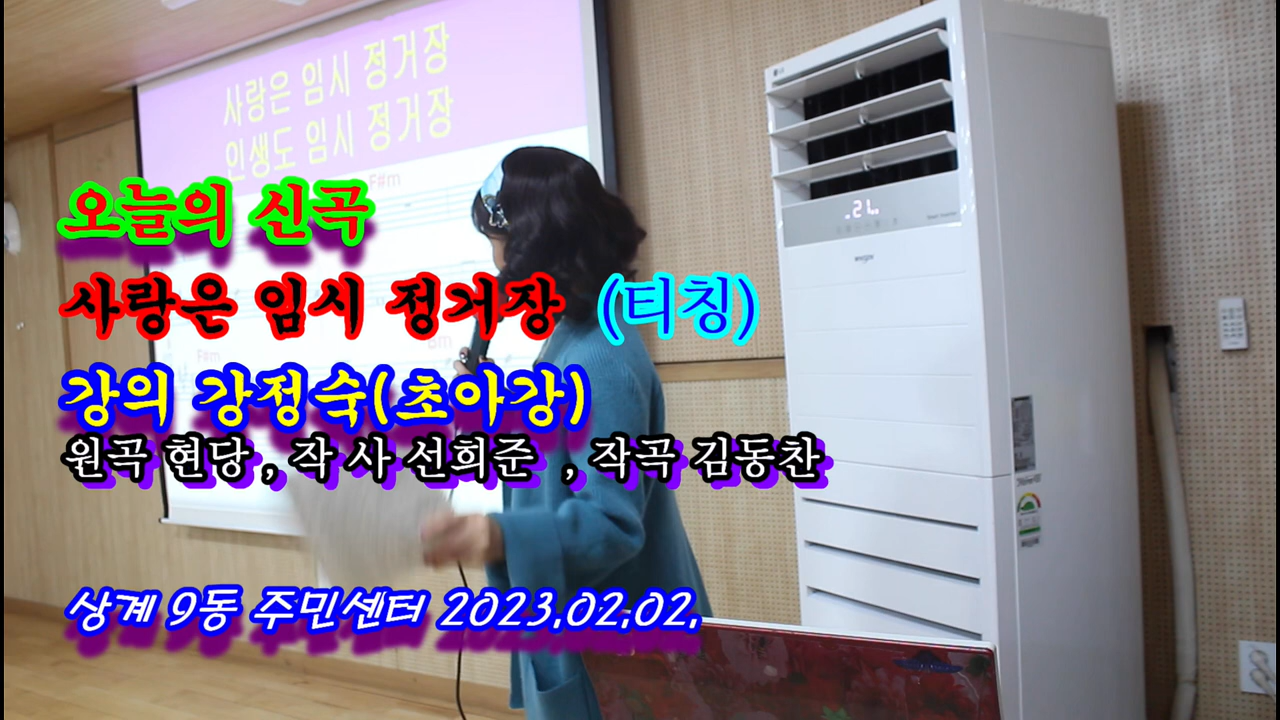 사랑은 임시 정거장
인생도 임시 정거장
F#m
오늘의 신곡
사랑은 임시 정거장 (티칭)
F#m
강의 강정숙(초아강)
원곡 현당 , 작 사 선희준 , 작곡 김동찬
상계 9동 주민센터 2023.02.02.